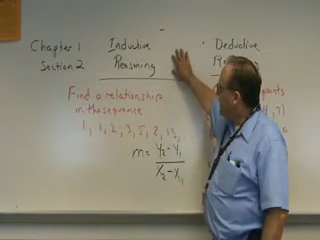 Chapter 1
Section 2
Inductive
Reasoning
Deductive
Find a relationship
in the sequence
1, 1, 2, 3, 5, 8, 13,
m = y₂ - y₁
x₂ - x₁
points